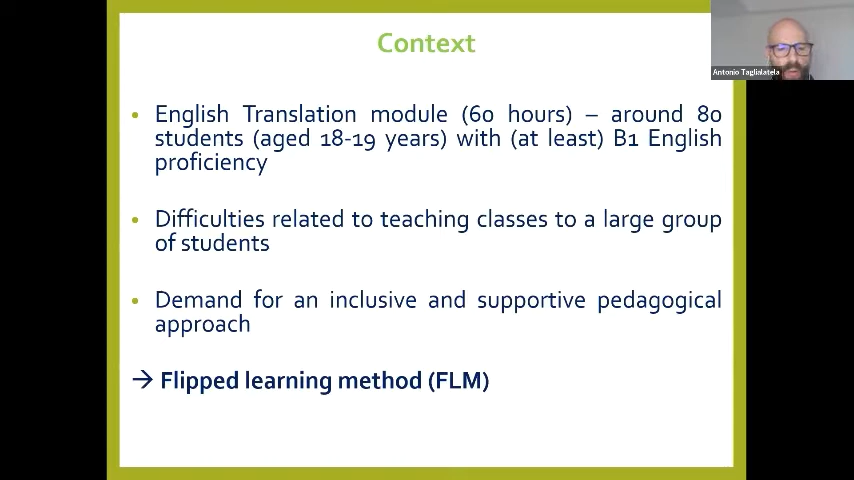 Context
Antonio Taglialatela
• English Translation module (60 hours) – around 80
students (aged 18-19 years) with (at least) B1 English
proficiency
• Difficulties related to teaching classes to a large group
of students
• Demand for an inclusive and supportive pedagogical
approach
→ Flipped learning method (FLM)